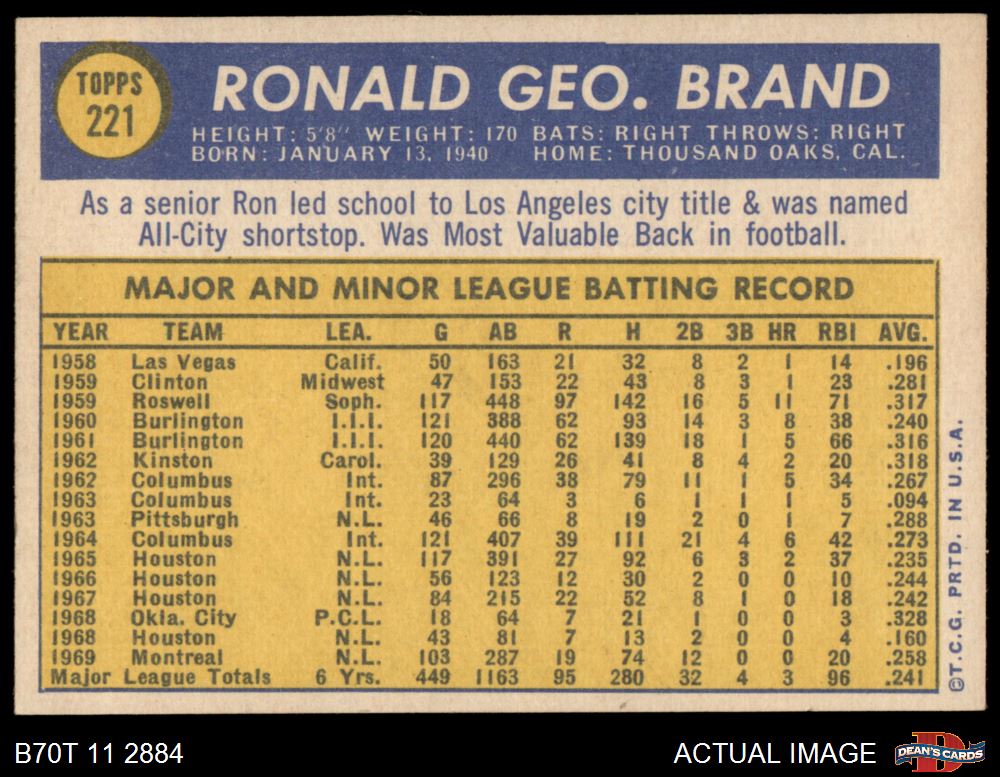 TOPPS
221
RONALD GEO. BRAND
HEIGHT: 5'8" WEIGHT: 170 BATS: RIGHT THROWS: RIGHT
BORN: JANUARY 13, 1940 HOME: THOUSAND OAKS, CAL.
As a senior Ron led school to Los Angeles city title & was named
All-City shortstop. Was Most Valuable Back in football.
MAJOR AND MINOR LEAGUE BATTING RECORD
YEAR TEAM LEA. G AB R H 2B 3B HR RBI AVG.
1958 Las Vegas Calif. 50 163 21 32 8 2 1 14 .196
1959 Clinton Midwest 47 153 22 43 8 3 1 23 .281
1959 Roswell Soph. 117 448 97 142 16 5 11 71 .317
1960 Burlington I.I.I. 121 388 62 93 14 3 8 38 .240
1961 Burlington I.I.I. 120 440 62 139 18 1 5 66 .316
1962 Kinston Carol. 39 129 26 41 8 4 2 20 .318
1962 Columbus Int. 87 296 38 79 11 1 5 34 .267
1963 Columbus Int. 23 64 3 6 1 1 1 5 .094
1963 Pittsburgh N.L. 46 66 8 19 2 0 1 7 .288
1964 Columbus Int. 121 407 39 111 21 4 6 42 .273
1965 Houston N.L. 117 391 27 92 6 3 2 37 .235
1966 Houston N.L. 56 123 12 30 2 0 0 10 .244
1967 Houston N.L. 84 215 22 52 8 1 0 18 .242
1968 Okla. City P.C.L. 18 64 7 21 1 0 0 3 .328
1968 Houston N.L. 43 81 7 13 2 0 0 4 .160
1969 Montreal N.L. 103 287 19 74 12 0 0 20 .258
Major League Totals 6 Yrs. 449 1163 95 280 32 4 3 96 .241
©T.C.G. PRTD. IN U.S.A.
B70T 11 2884
ACTUAL IMAGE
D
DEAN'S CARDS